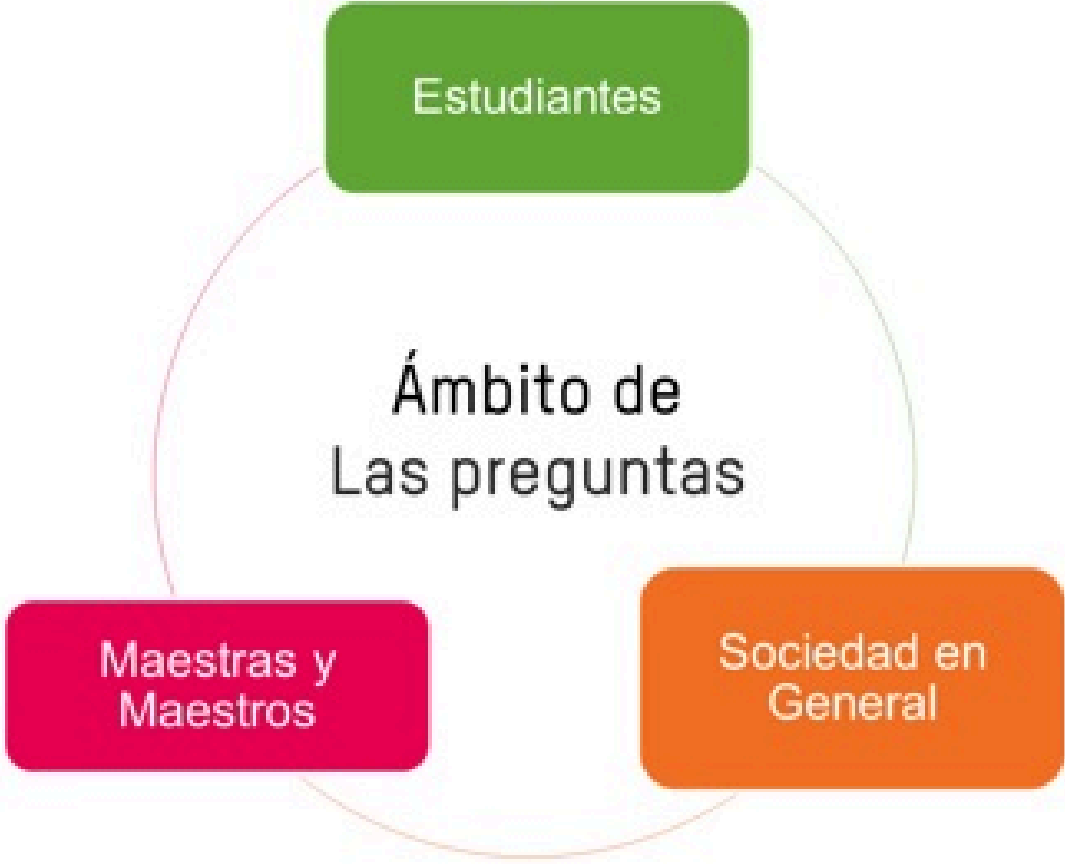 Estudiantes
Ámbito de
Las preguntas
Maestras y
Maestros
Sociedad en
General